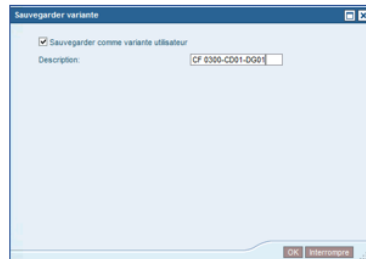 Sauvegarder variante
Sauvegarder comme variante utilisateur
Description: CF 0300-CD01-DG01
OK Interrompre